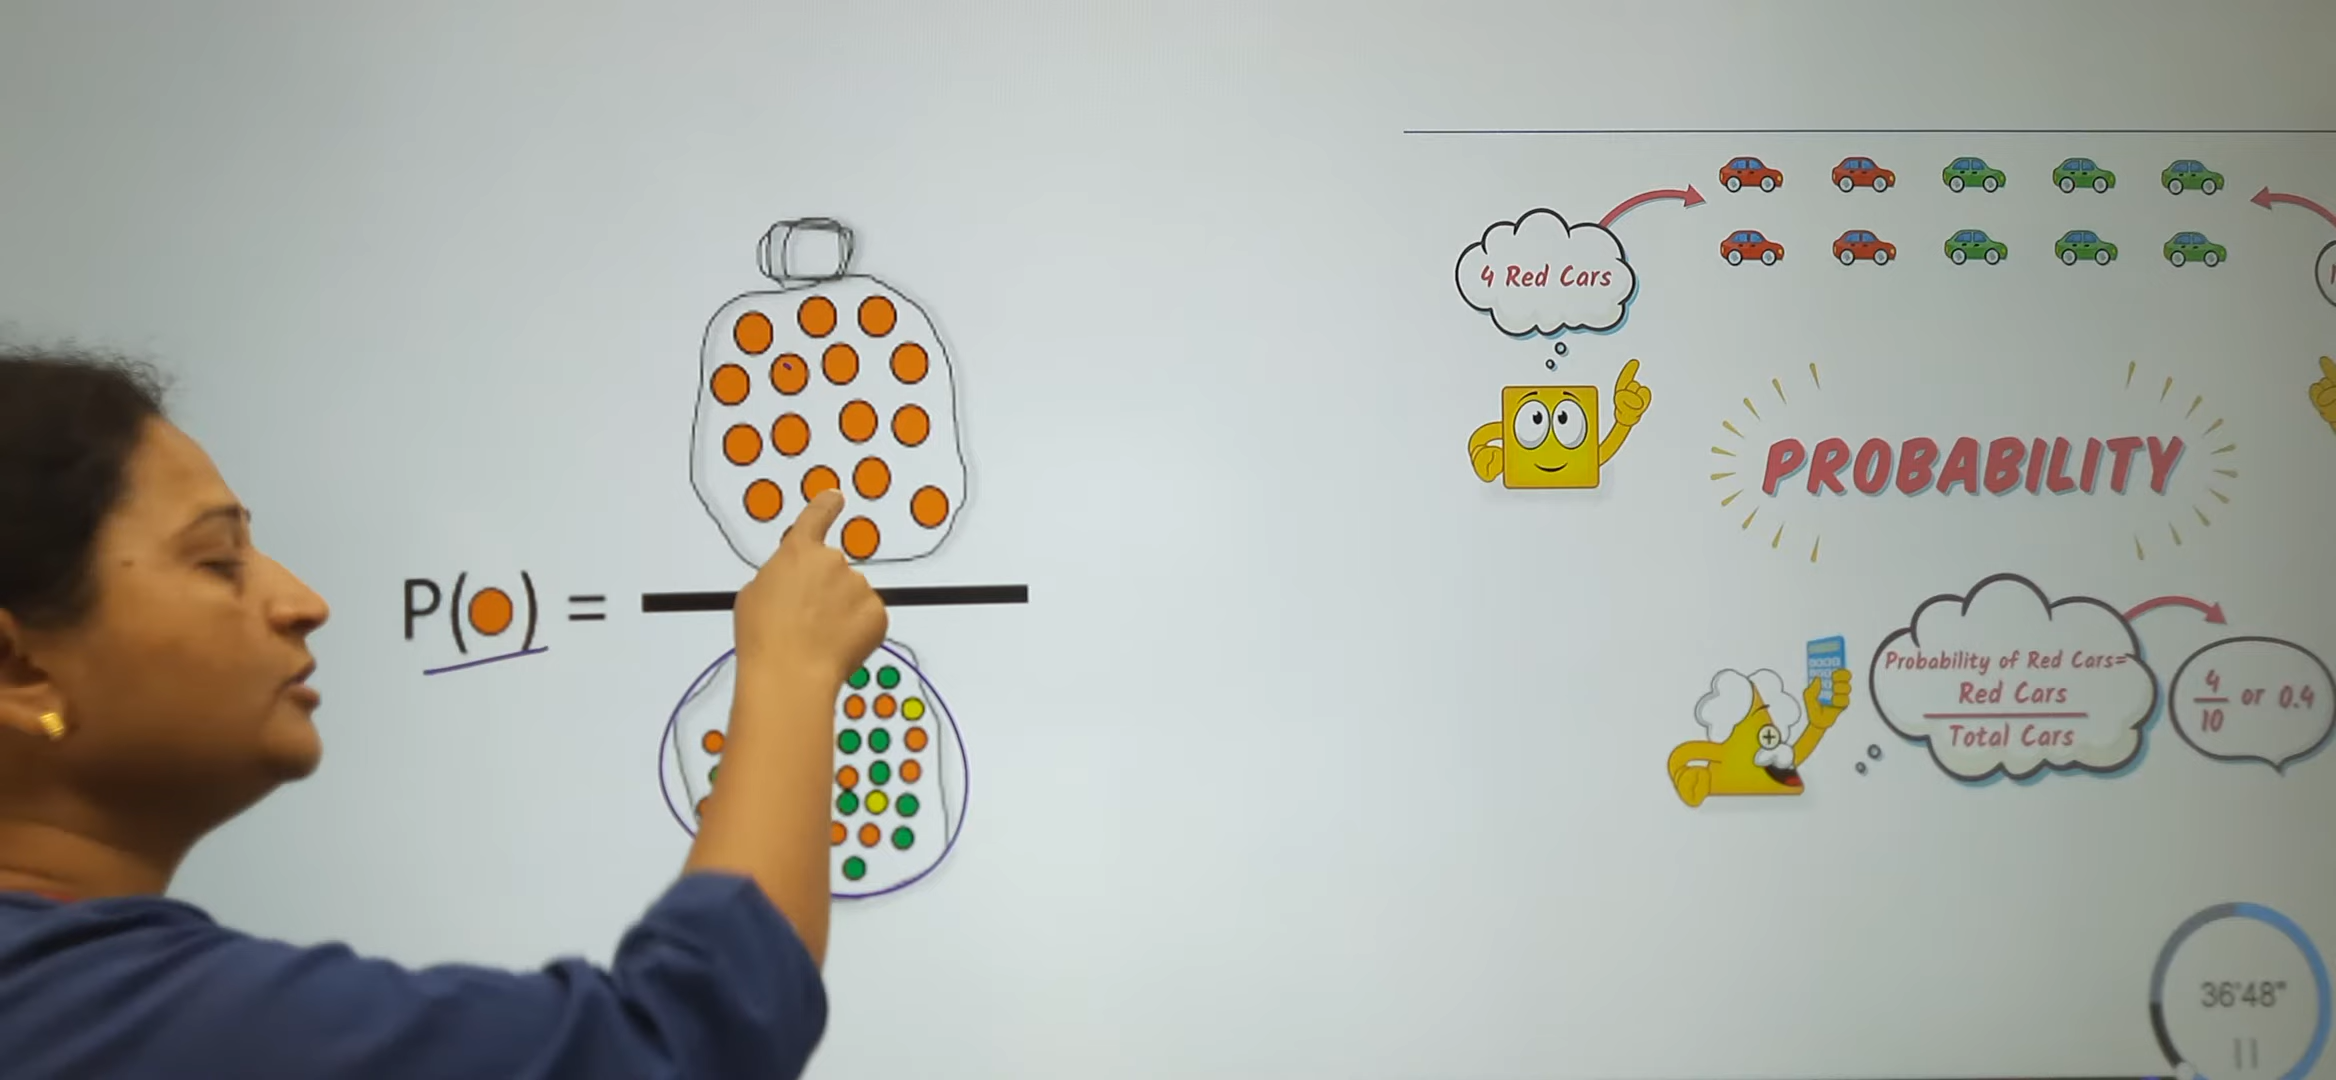 P( ) =
4 Red Cars
PROBABILITY
Probability of Red Cars=
Red Cars
Total Cars
4
10
or 0.4
36'48"